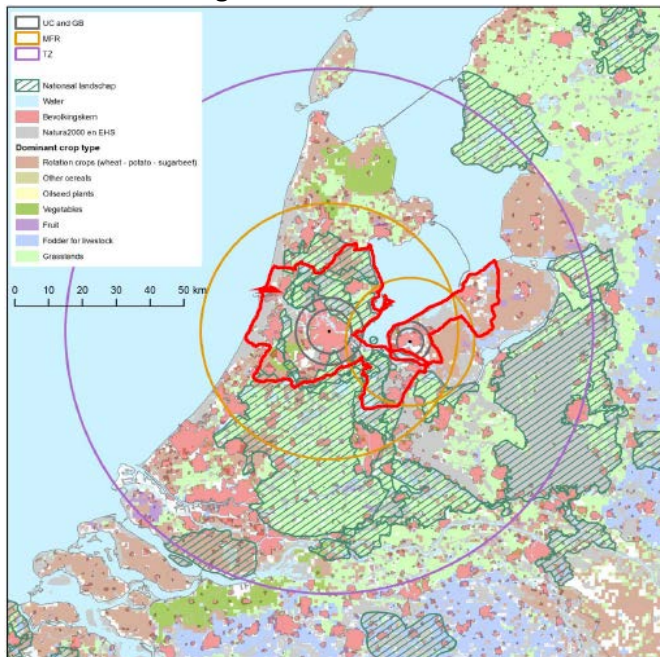 UC and GB
MFR
TZ
Nationaal landschap
Water
Bevolkingskern
Natura2000 en EHS
Dominant crop type
Rotation crops (wheat - potato - sugarbeet)
Other cereals
Oilseed plants
Vegetables
Fruit
Fodder for livestock
Grasslands
0 10 20 30 40 50 km